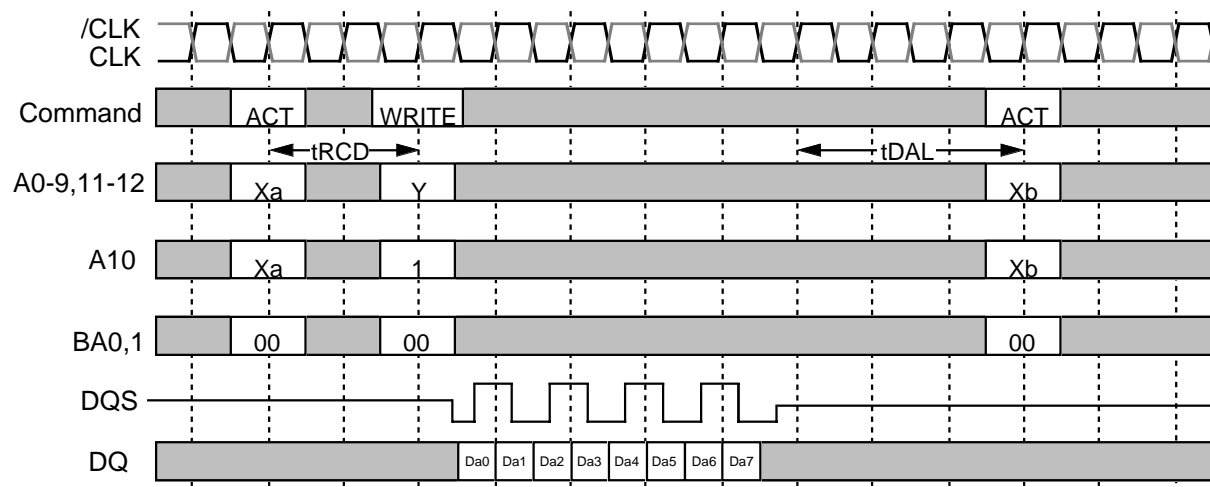 /CLK
CLK
Command ACT WRITE ACT
tRCD tDAL
A0-9,11-12 Xa Y Xb
A10 Xa 1 Xb
BA0,1 00 00 00
DQS
DQ Da0 Da1 Da2 Da3 Da4 Da5 Da6 Da7